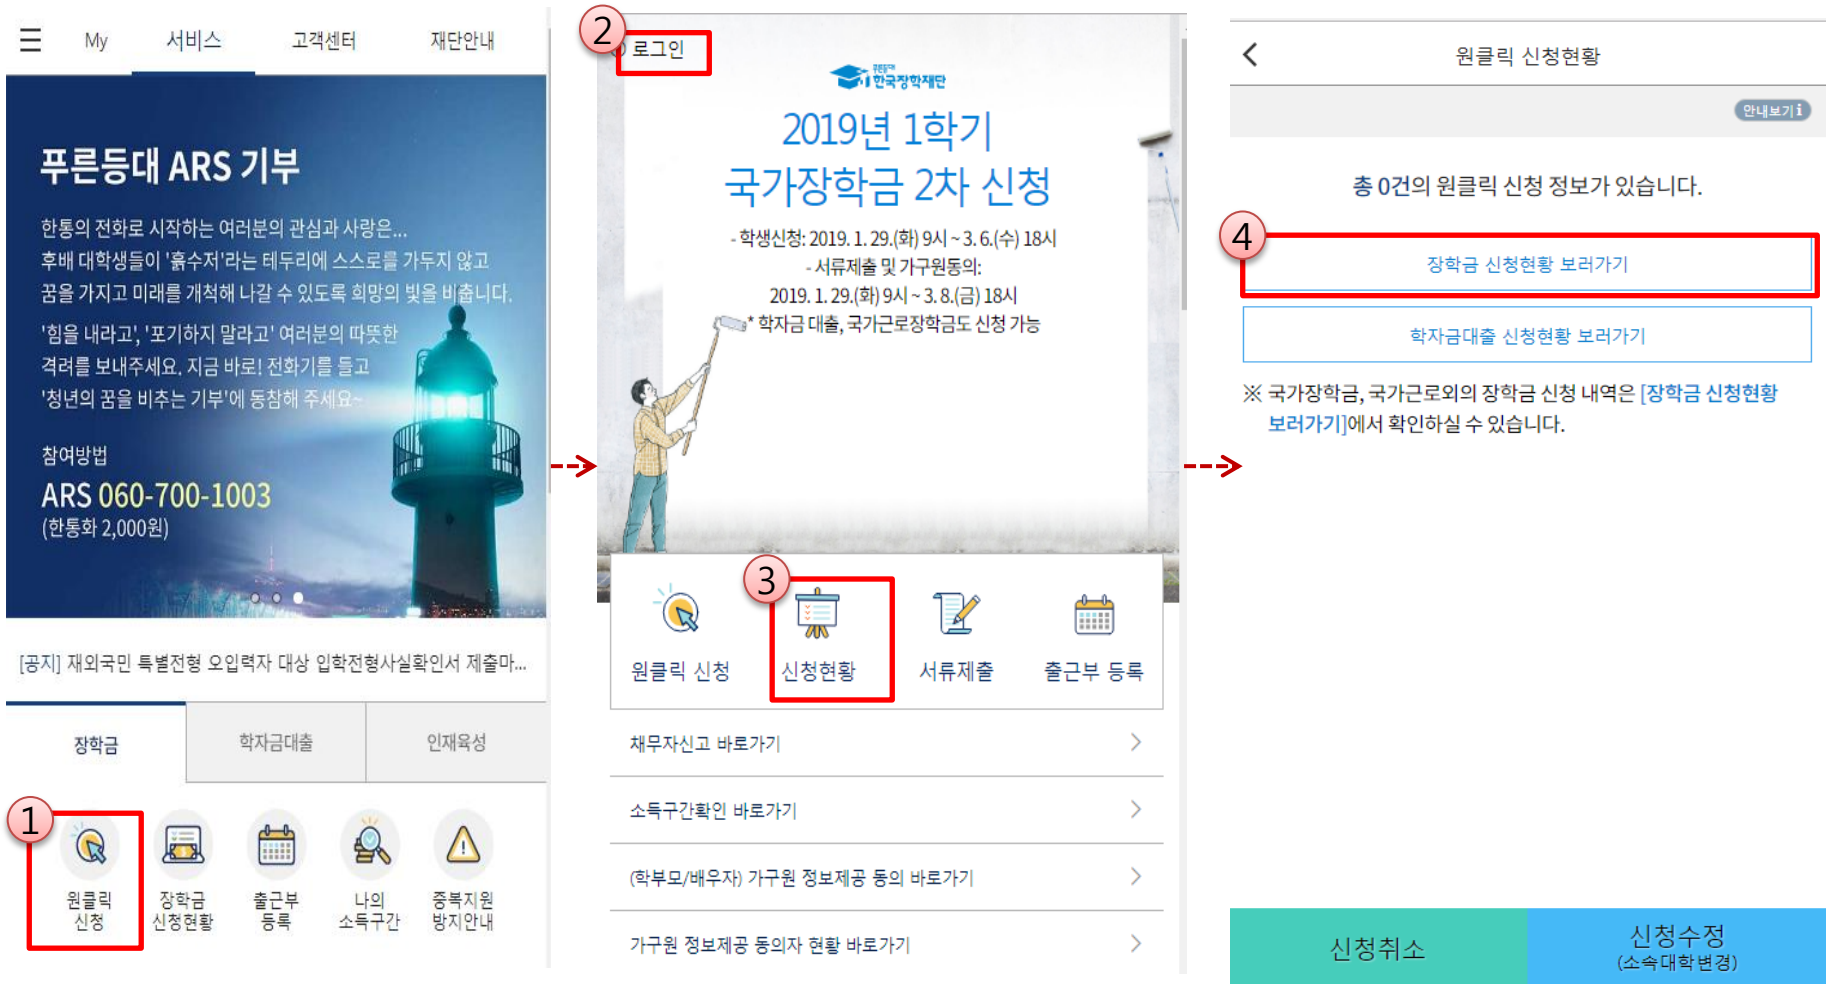 My
서비스
고객센터
재단안내
푸른등대 ARS 기부
한통의 전화로 시작하는 여러분의 관심과 사랑은...
후배 대학생들이 '흙수저'라는 테두리에 스스로를 가두지 않고
꿈을 가지고 미래를 개척해 나갈 수 있도록 희망의 빛을 비춥니다.
'힘을 내라고', '포기하지 말라고' 여러분의 따뜻한
격려를 보내주세요. 지금 바로! 전화기를 들고
'청년의 꿈을 비추는 기부'에 동참해 주세요~
참여방법
ARS 060-700-1003
(한통화 2,000원)
[공지] 재외국민 특별전형 오입력자 대상 입학전형사실확인서 제출마...
장학금
학자금대출
인재육성
1
원클릭
신청
장학금
신청현황
출근부
등록
나의
소득구간
중복지원
방지안내
2
로그인
푸른등대
한국장학재단
2019년 1학기
국가장학금 2차 신청
- 학생신청: 2019. 1. 29.(화) 9시 ~ 3. 6.(수) 18시
- 서류제출 및 가구원동의:
2019. 1. 29.(화) 9시 ~ 3. 8.(금) 18시
* 학자금 대출, 국가근로장학금도 신청 가능
3
원클릭 신청
신청현황
서류제출
출근부 등록
채무자신고 바로가기
소득구간확인 바로가기
(학부모/배우자) 가구원 정보제공 동의 바로가기
가구원 정보제공 동의자 현황 바로가기
원클릭 신청현황
안내보기 i
총 0건의 원클릭 신청 정보가 있습니다.
4
장학금 신청현황 보러가기
학자금대출 신청현황 보러가기
※ 국가장학금, 국가근로외의 장학금 신청 내역은 [장학금 신청현황
보러가기]에서 확인하실 수 있습니다.
신청취소
신청수정
(소속대학변경)